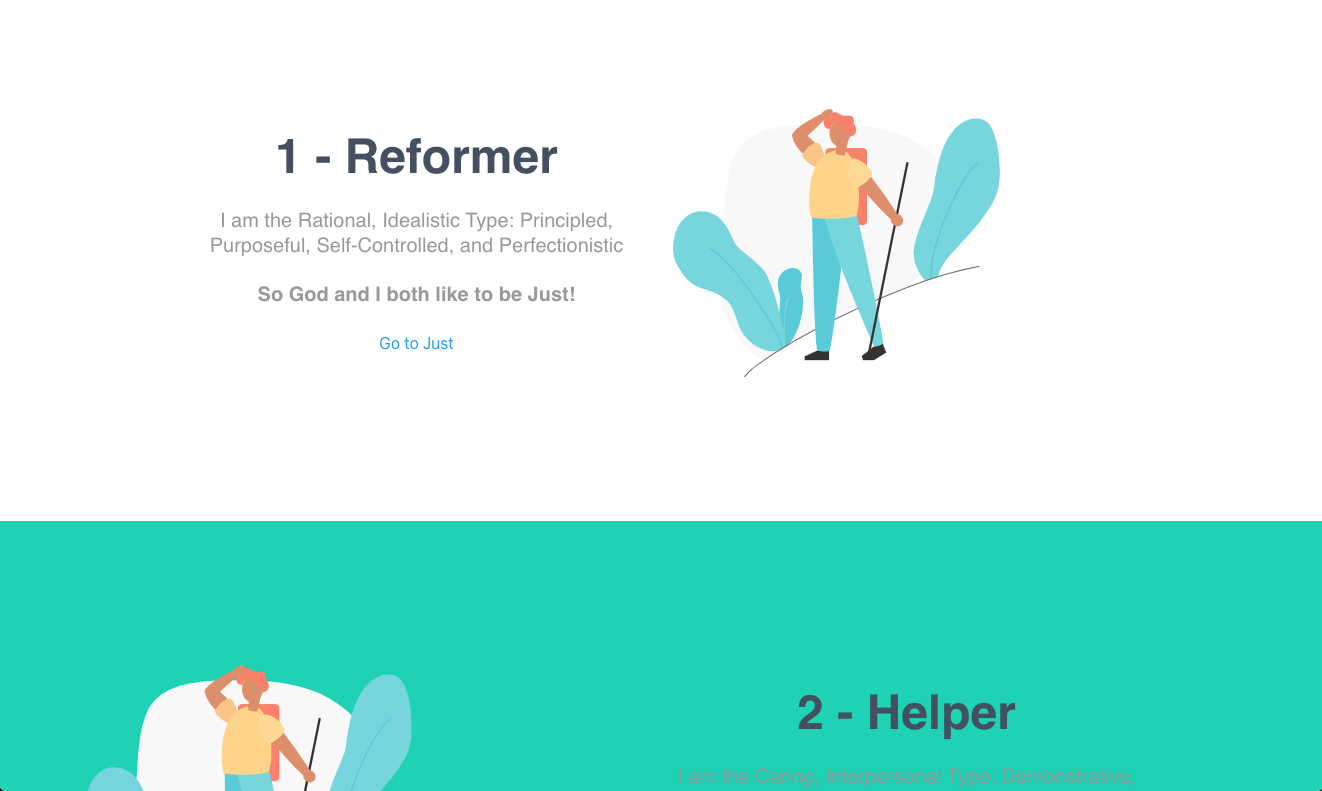 1 - Reformer
I am the Rational, Idealistic Type: Principled,
Purposeful, Self-Controlled, and Perfectionistic
So God and I both like to be Just!
Go to Just
2 - Helper
I am the Caring, Interpersonal Type: Demonstrative,